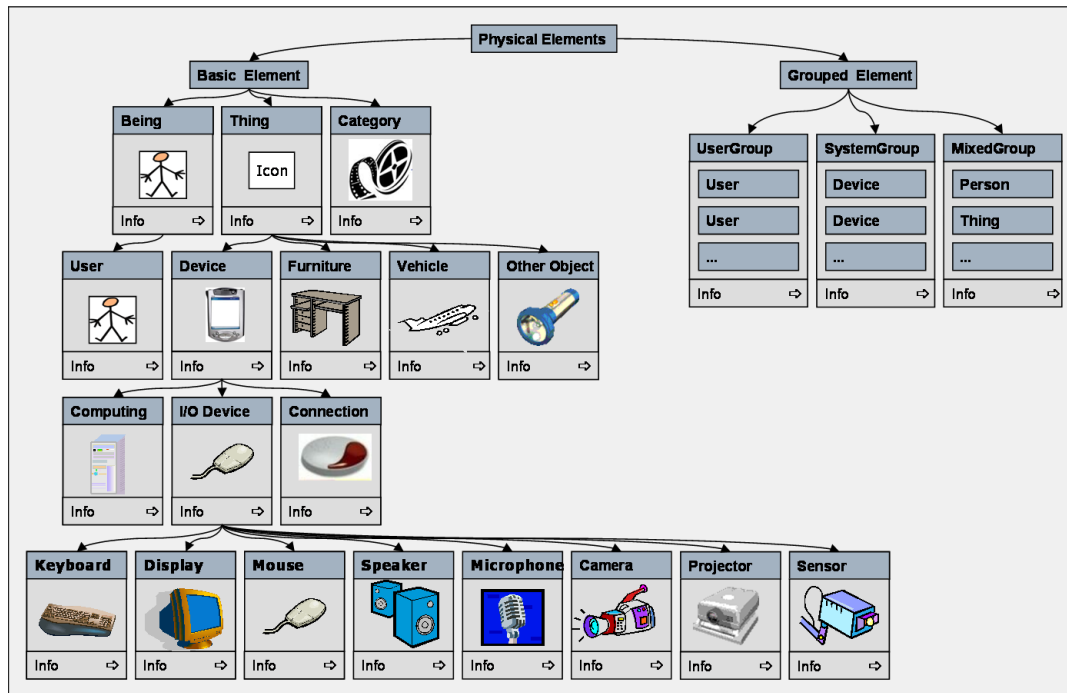 Physical Elements
Basic Element
Grouped Element
Being
Thing
Category
Icon
Info
Info
Info
UserGroup
SystemGroup
MixedGroup
User
Device
Person
User
Device
Thing
...
...
...
Info
Info
Info
User
Device
Furniture
Vehicle
Other Object
Info
Info
Info
Info
Info
Computing
I/O Device
Connection
Info
Info
Info
Keyboard
Display
Mouse
Speaker
Microphone
Camera
Projector
Sensor
Info
Info
Info
Info
Info
Info
Info
Info